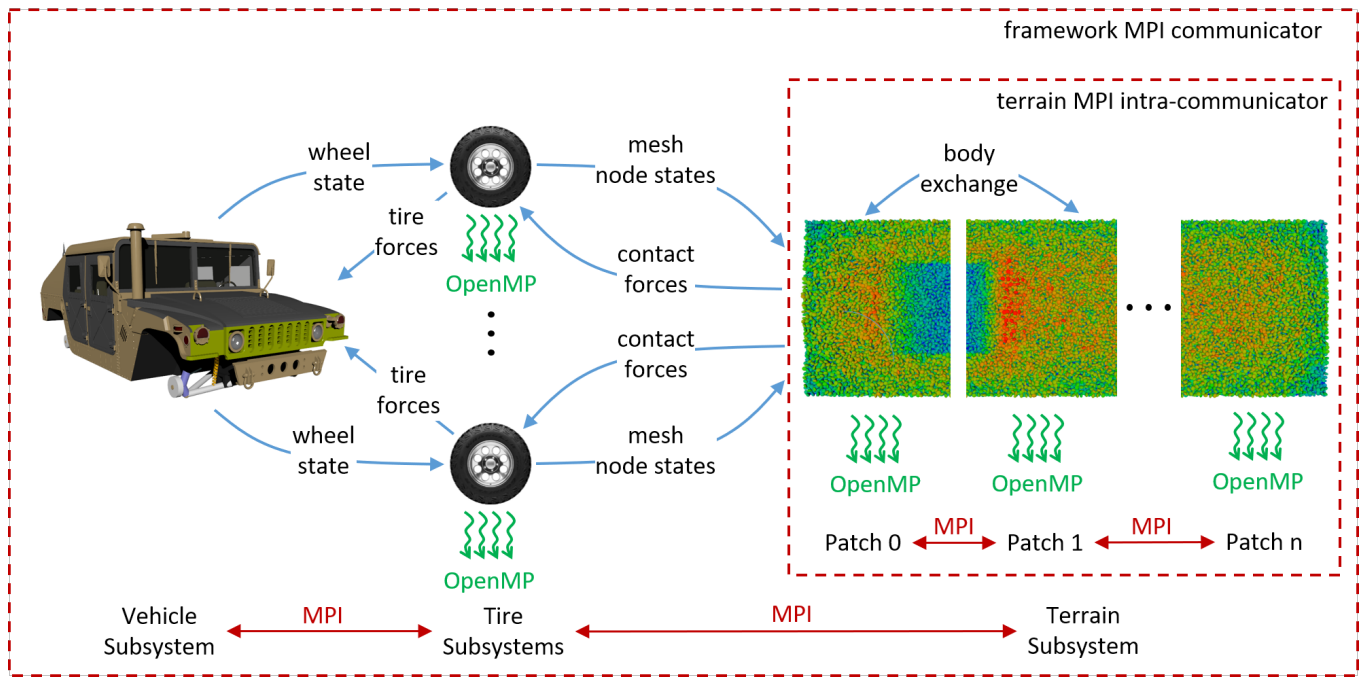 framework MPI communicator
terrain MPI intra-communicator
wheel
state
mesh
node states
body
exchange
tire
forces
contact
forces
OpenMP
contact
forces
tire
forces
wheel
state
mesh
node states
OpenMP
OpenMP
OpenMP
OpenMP
Patch 0
MPI
Patch 1
MPI
Patch n
Vehicle
Subsystem
MPI
Tire
Subsystems
MPI
Terrain
Subsystem